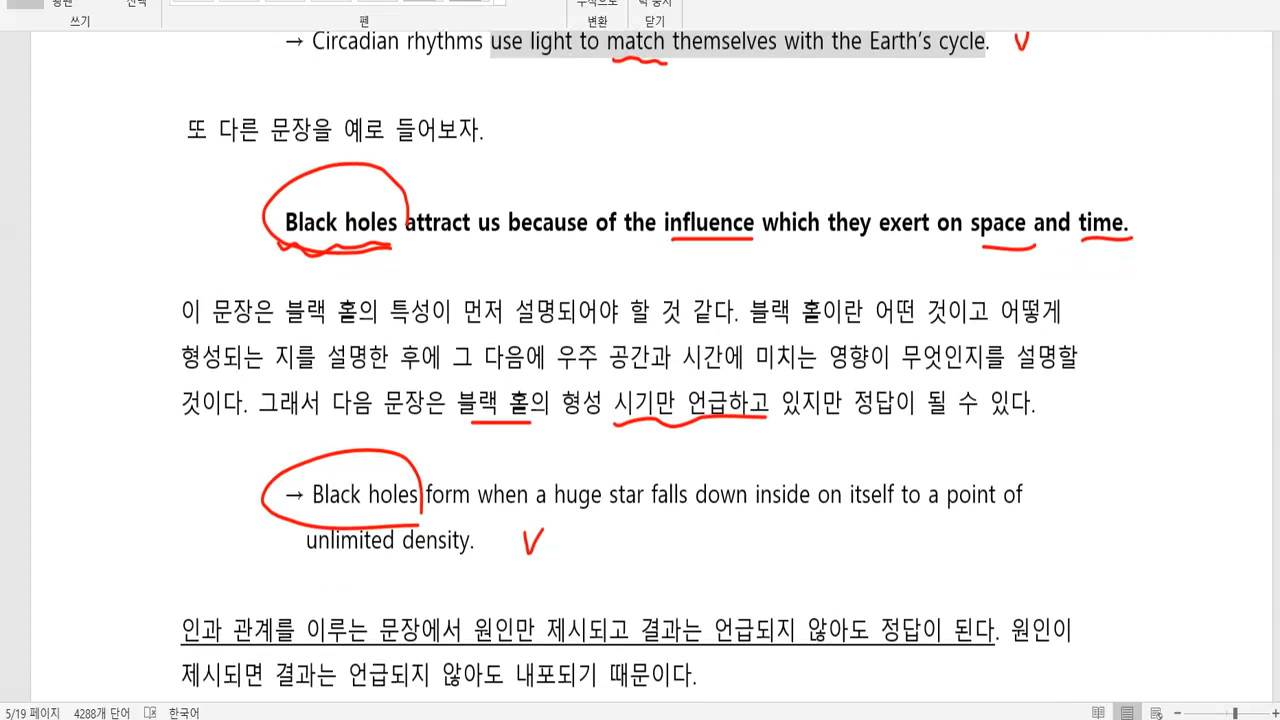 쓰기
펜
변환
닫기
→ Circadian rhythms use light to match themselves with the Earth's cycle.
또 다른 문장을 예로 들어보자.
Black holes attract us because of the influence which they exert on space and time.
이 문장은 블랙 홀의 특성이 먼저 설명되어야 할 것 같다. 블랙 홀이란 어떤 것이고 어떻게
형성되는 지를 설명한 후에 그 다음에 우주 공간과 시간에 미치는 영향이 무엇인지를 설명할
것이다. 그래서 다음 문장은 블랙 홀의 형성 시기만 언급하고 있지만 정답이 될 수 있다.
→ Black holes form when a huge star falls down inside on itself to a point of
unlimited density.
인과 관계를 이루는 문장에서 원인만 제시되고 결과는 언급되지 않아도 정답이 된다. 원인이
제시되면 결과는 언급되지 않아도 내포되기 때문이다.
5/19 페이지 4288개 단어 한국어